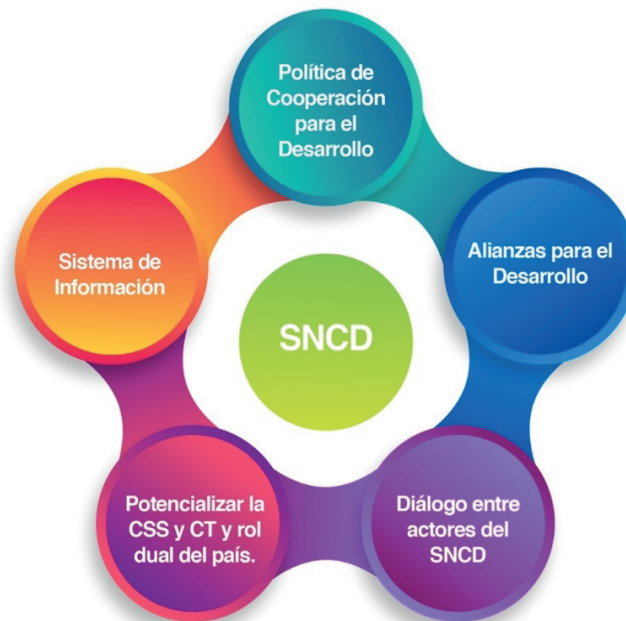 Política de
Cooperación
para el
Desarrollo
Alianzas para el
Desarrollo
Diálogo entre
actores del
SNCD
Potencializar la
CSS y CT y rol
dual del país.
Sistema de
Información
SNCD